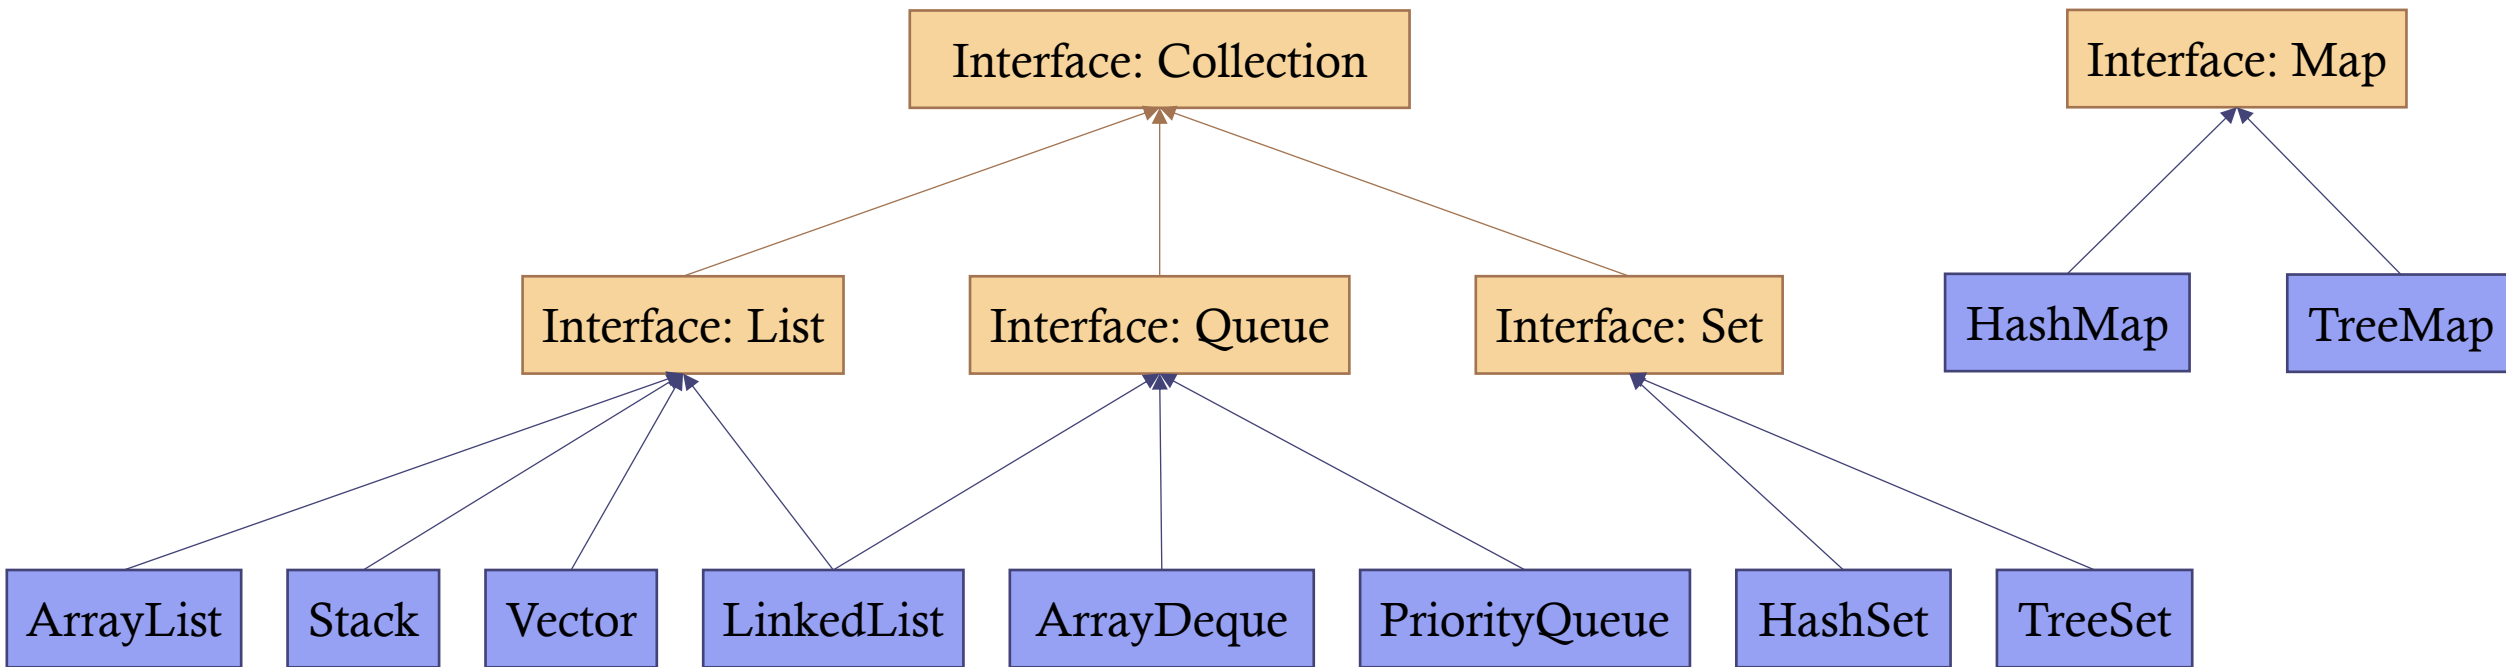 Interface: Collection
Interface: Map
Interface: List
Interface: Queue
Interface: Set
HashMap
TreeMap
ArrayList
Stack
Vector
LinkedList
ArrayDeque
PriorityQueue
HashSet
TreeSet